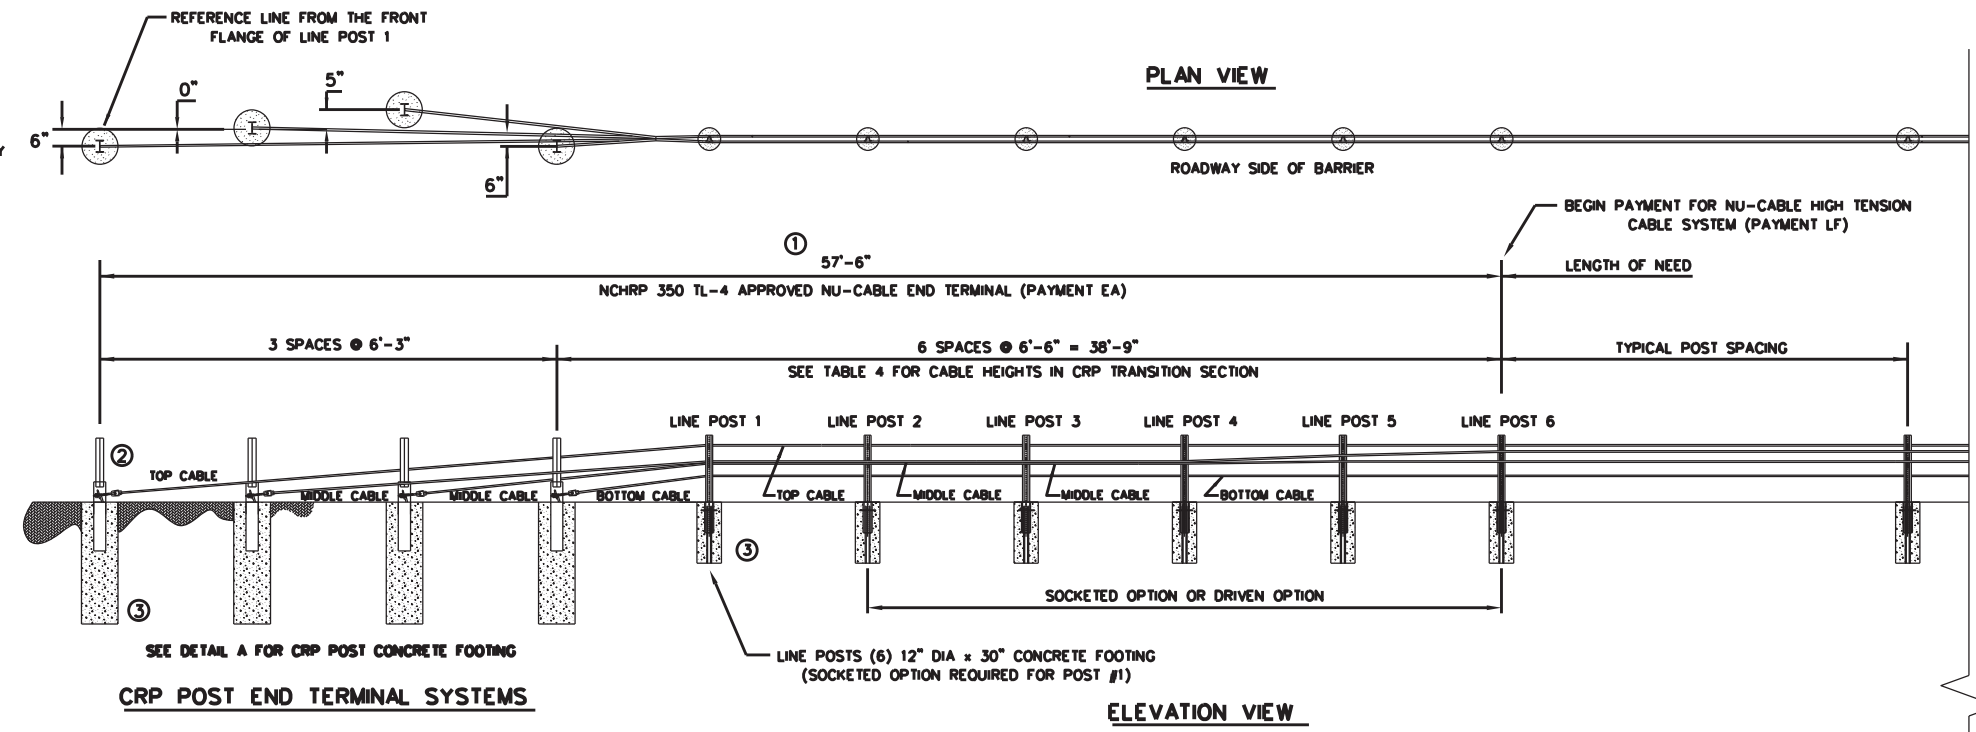 REFERENCE LINE FROM THE FRONT
FLANGE OF LINE POST 1
PLAN VIEW
0"
5"
6"
Y
6"
ROADWAY SIDE OF BARRIER
BEGIN PAYMENT FOR NU-CABLE HIGH TENSION
CABLE SYSTEM (PAYMENT LF)
1
57'-6"
LENGTH OF NEED
NCHRP 350 TL-4 APPROVED NU-CABLE END TERMINAL (PAYMENT EA)
3 SPACES @ 6'-3"
6 SPACES @ 6'-6" = 38'-9"
TYPICAL POST SPACING
SEE TABLE 4 FOR CABLE HEIGHTS IN CRP TRANSITION SECTION
LINE POST 1
LINE POST 2
LINE POST 3
LINE POST 4
LINE POST 5
LINE POST 6
2
TOP CABLE
MIDDLE CABLE
MIDDLE CABLE
BOTTOM CABLE
TOP CABLE
MIDDLE CABLE
MIDDLE CABLE
BOTTOM CABLE
3
3
SOCKETED OPTION OR DRIVEN OPTION
SEE DETAIL A FOR CRP POST CONCRETE FOOTING
LINE POSTS (6) 12" DIA x 30" CONCRETE FOOTING
(SOCKETED OPTION REQUIRED FOR POST #1)
CRP POST END TERMINAL SYSTEMS
ELEVATION VIEW